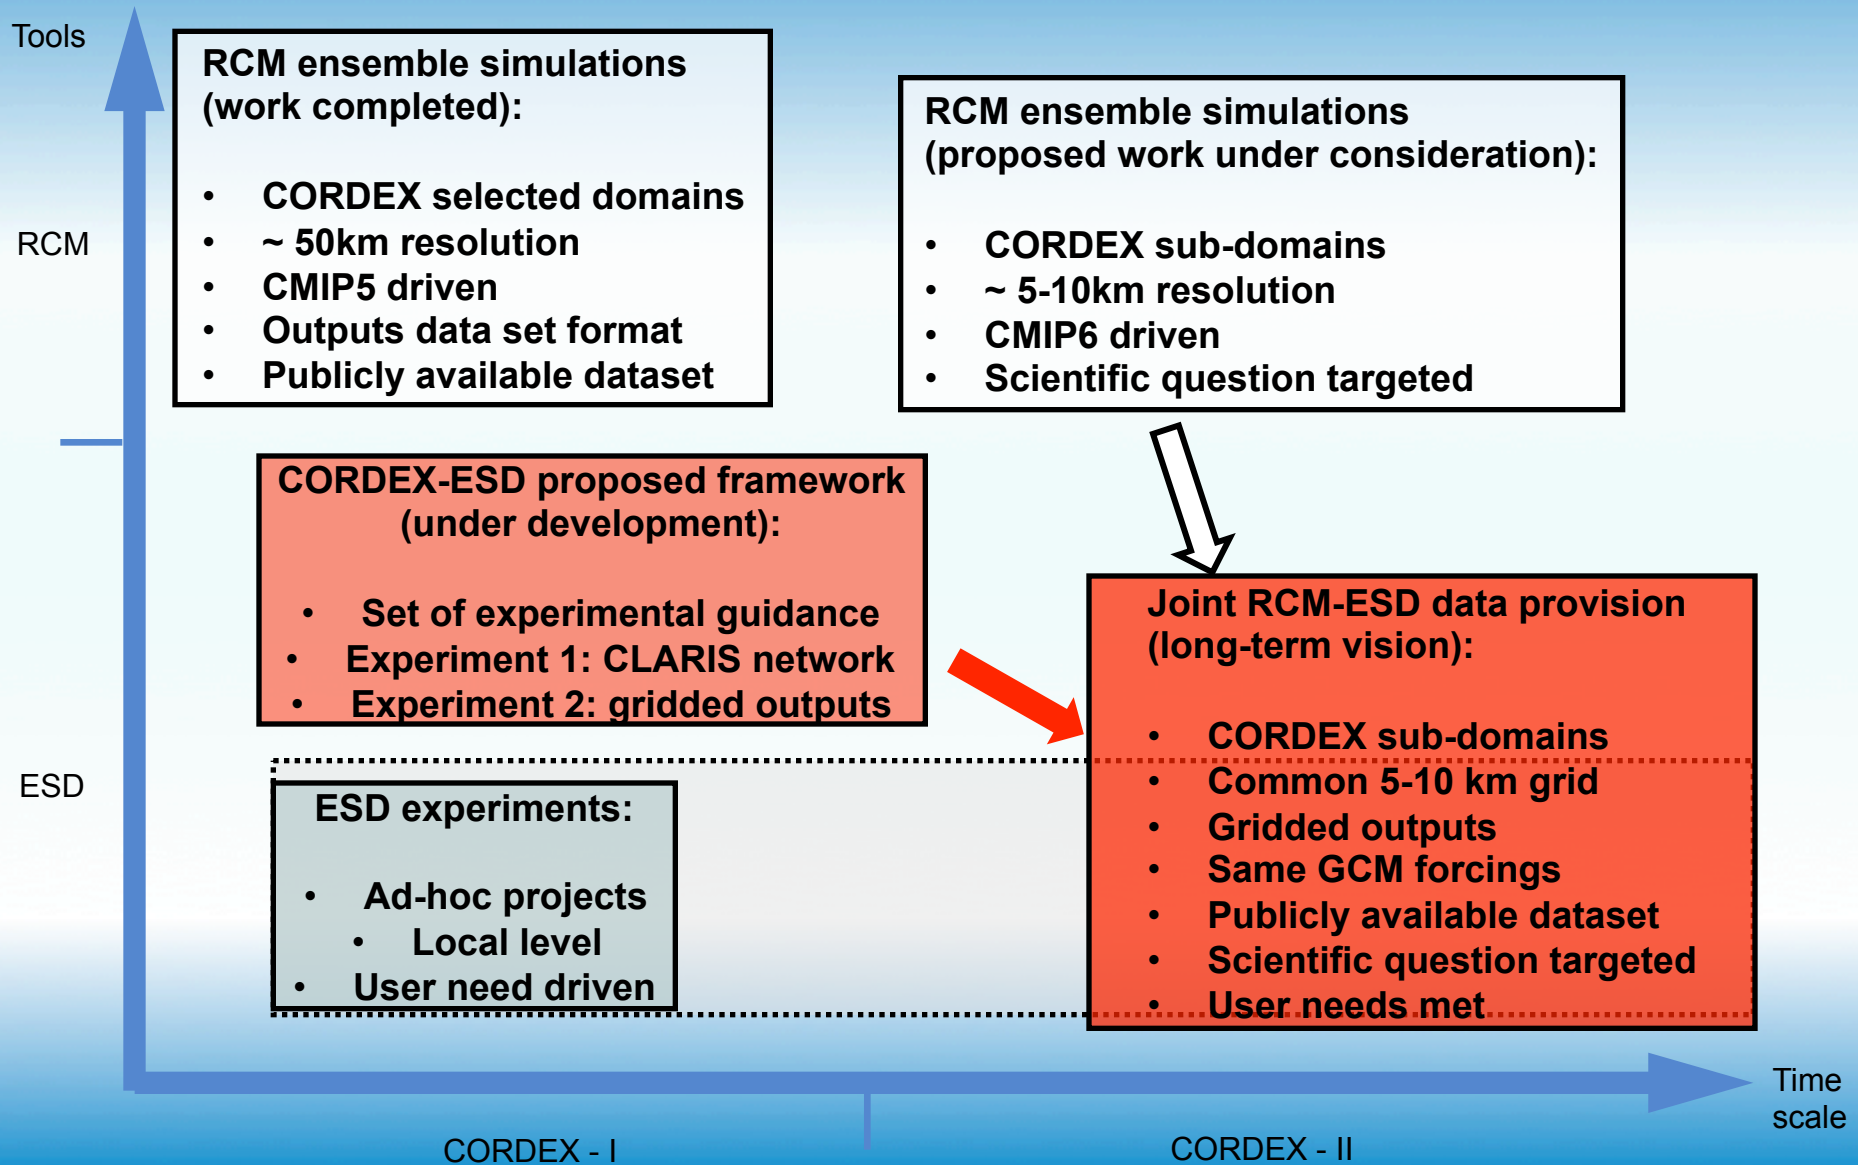 Tools
RCM ensemble simulations
(work completed):
• CORDEX selected domains
• ~ 50km resolution
• CMIP5 driven
• Outputs data set format
• Publicly available dataset
RCM ensemble simulations
(proposed work under consideration):
• CORDEX sub-domains
• ~ 5-10km resolution
• CMIP6 driven
• Scientific question targeted
RCM
CORDEX-ESD proposed framework
(under development):
• Set of experimental guidance
• Experiment 1: CLARIS network
• Experiment 2: gridded outputs
Joint RCM-ESD data provision
(long-term vision):
• CORDEX sub-domains
• Common 5-10 km grid
• Gridded outputs
• Same GCM forcings
• Publicly available dataset
• Scientific question targeted
• User needs met
ESD
ESD experiments:
• Ad-hoc projects
• Local level
• User need driven
Time
scale
CORDEX - I
CORDEX - II